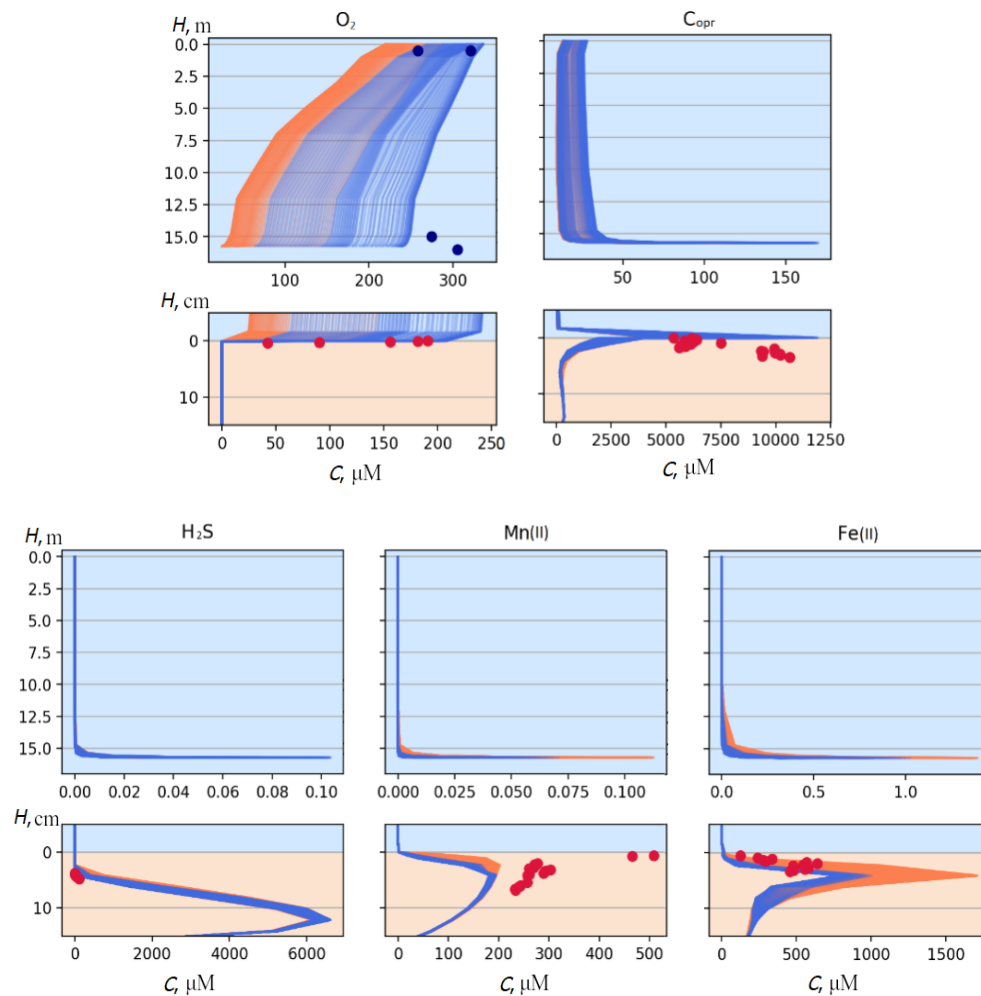 O₂ C_opr
H, m
0.0
2.5
5.0
7.5
10.0
12.5
15.0
100 200 300 50 100 150
H, cm
0
10
0 50 100 150 200 250 0 2500 5000 7500 10000 1250
C, μM C, μM
H₂S Mn(II) Fe(II)
H, m
0.0
2.5
5.0
7.5
10.0
12.5
15.0
0.00 0.02 0.04 0.06 0.08 0.10 0.000 0.025 0.050 0.075 0.100 0.0 0.5 1.0
H, cm
0
10
0 2000 4000 6000 0 100 200 300 400 500 0 500 1000 1500
C, μM C, μM C, μM